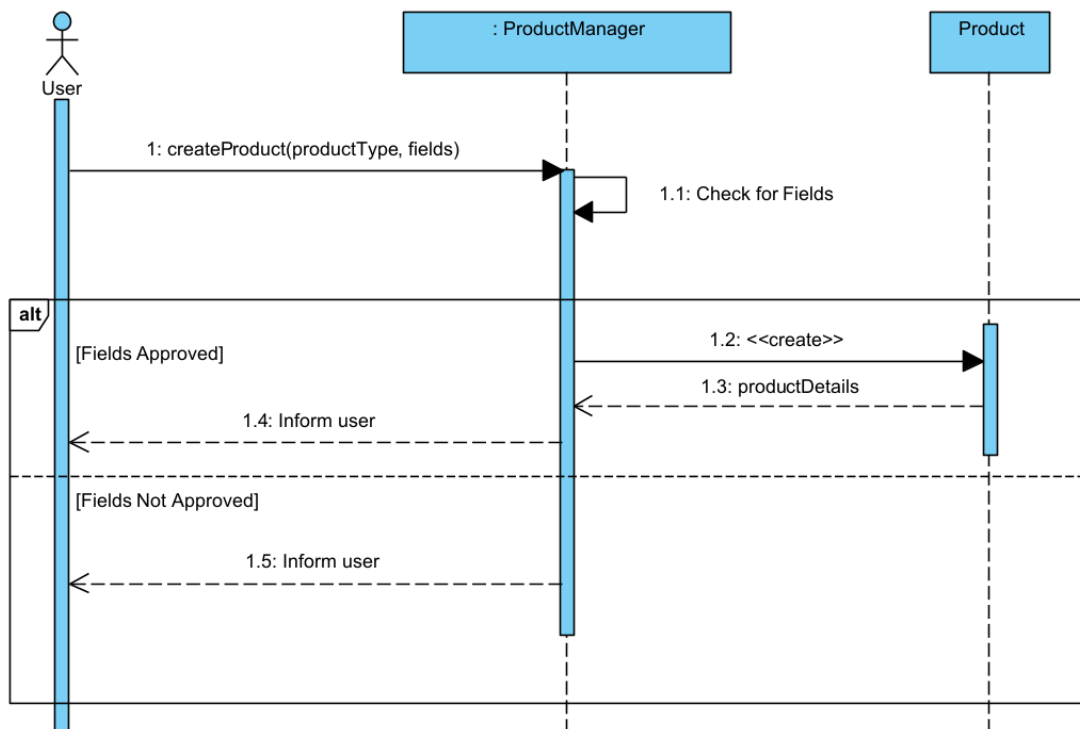 : ProductManager
Product
User
1: createProduct(productType, fields)
1.1: Check for Fields
alt
1.2: <<create>>
[Fields Approved]
1.3: productDetails
1.4: Inform user
[Fields Not Approved]
1.5: Inform user